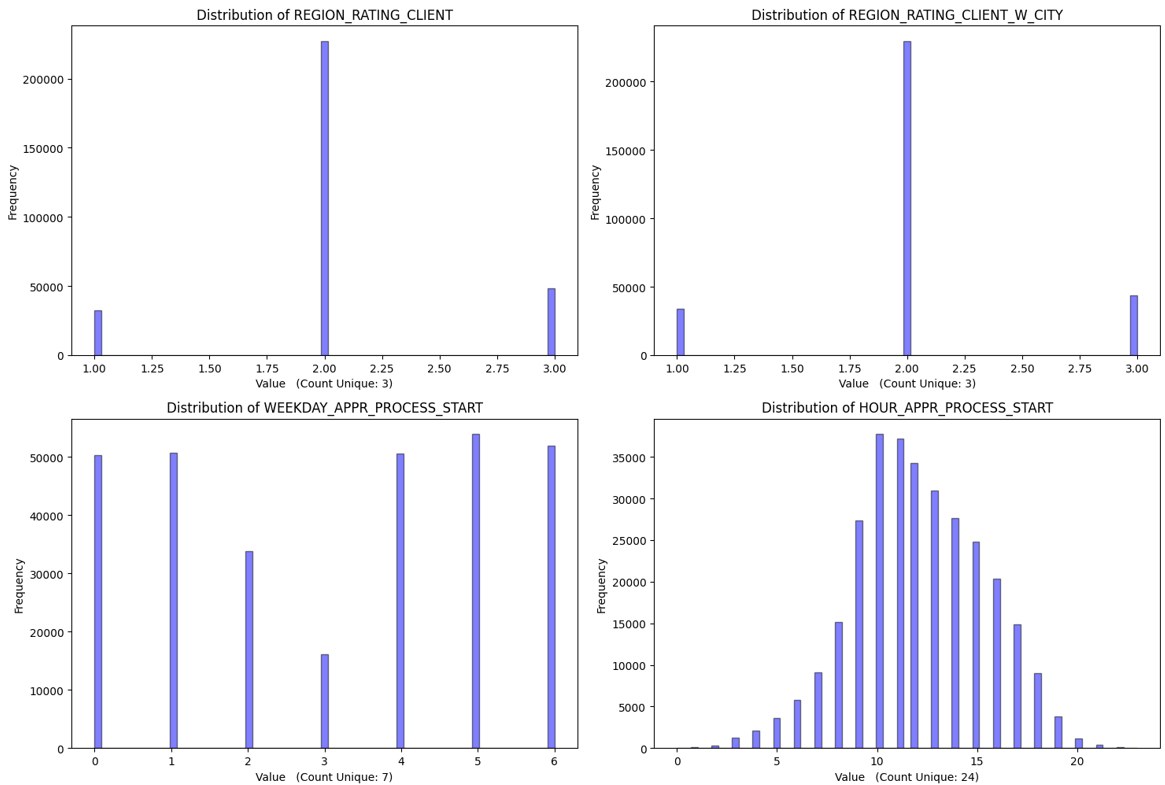 Distribution of REGION_RATING_CLIENT
Frequency
200000
150000
100000
50000
0
1.00 1.25 1.50 1.75 2.00 2.25 2.50 2.75 3.00
Value (Count Unique: 3)
Distribution of REGION_RATING_CLIENT_W_CITY
Frequency
200000
150000
100000
50000
0
1.00 1.25 1.50 1.75 2.00 2.25 2.50 2.75 3.00
Value (Count Unique: 3)
Distribution of WEEKDAY_APPR_PROCESS_START
Frequency
50000
40000
30000
20000
10000
0
0 1 2 3 4 5 6
Value (Count Unique: 7)
Distribution of HOUR_APPR_PROCESS_START
Frequency
35000
30000
25000
20000
15000
10000
5000
0
0 5 10 15 20
Value (Count Unique: 24)